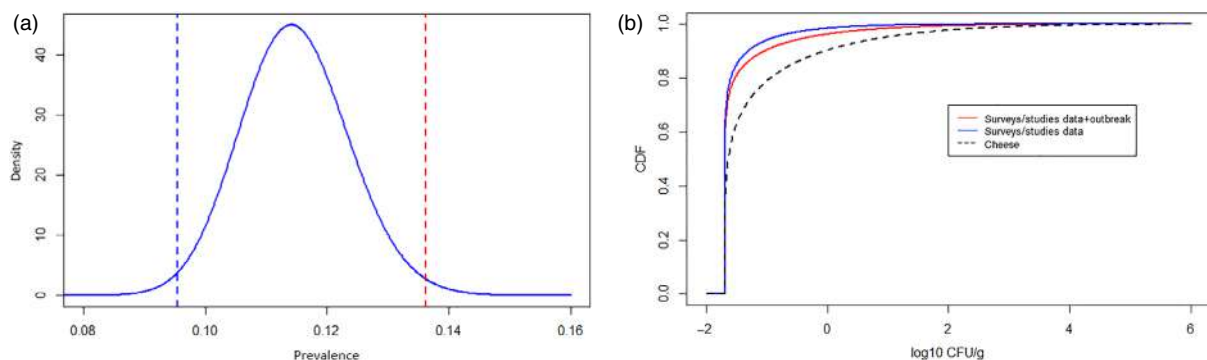 (a)
Density
0
10
20
30
40
0.08
0.10
0.12
0.14
0.16
Prevalence
(b)
CDF
0.0
0.2
0.4
0.6
0.8
1.0
−2
0
2
4
6
log10 CFU/g
Surveys/studies data+outbreak
Surveys/studies data
Cheese